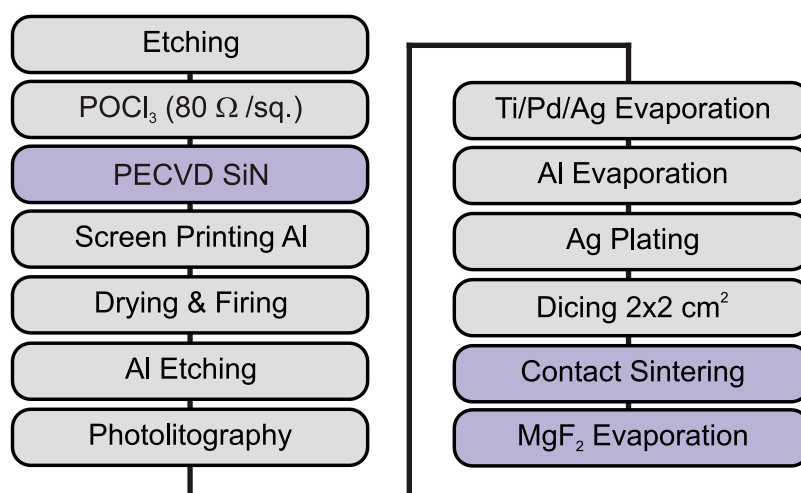 Etching
POCl₃ (80 Ω /sq.)
PECVD SiN
Screen Printing Al
Drying & Firing
Al Etching
Photolitography
Ti/Pd/Ag Evaporation
Al Evaporation
Ag Plating
Dicing 2x2 cm²
Contact Sintering
MgF₂ Evaporation